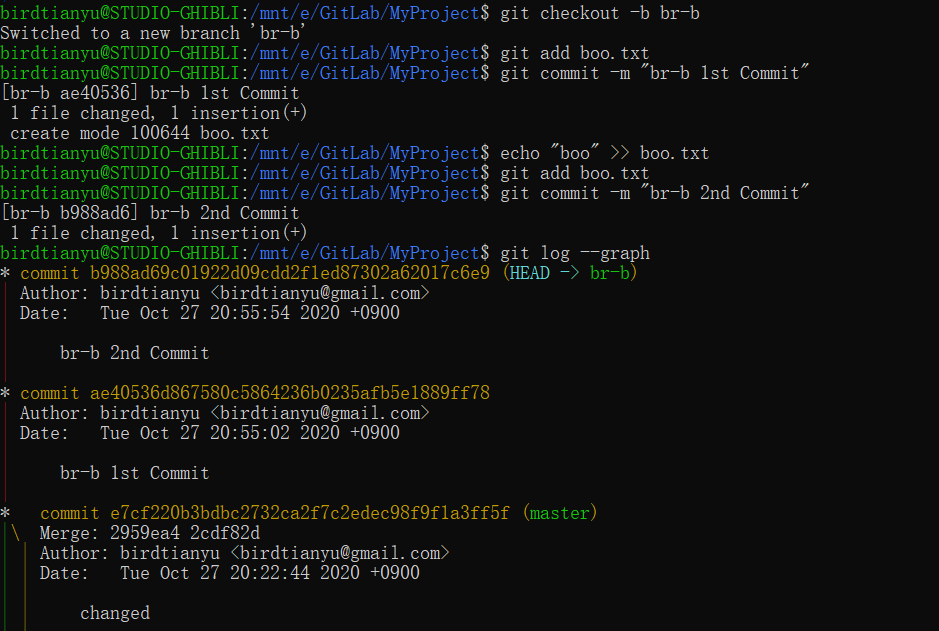 birdtianyu@STUDIO-GHIBLI:/mnt/e/GitLab/MyProject$ git checkout -b br-b
Switched to a new branch 'br-b'
birdtianyu@STUDIO-GHIBLI:/mnt/e/GitLab/MyProject$ git add boo.txt
birdtianyu@STUDIO-GHIBLI:/mnt/e/GitLab/MyProject$ git commit -m "br-b 1st Commit"
[br-b ae40536] br-b 1st Commit
 1 file changed, 1 insertion(+)
 create mode 100644 boo.txt
birdtianyu@STUDIO-GHIBLI:/mnt/e/GitLab/MyProject$ echo "boo" >> boo.txt
birdtianyu@STUDIO-GHIBLI:/mnt/e/GitLab/MyProject$ git add boo.txt
birdtianyu@STUDIO-GHIBLI:/mnt/e/GitLab/MyProject$ git commit -m "br-b 2nd Commit"
[br-b b988ad6] br-b 2nd Commit
 1 file changed, 1 insertion(+)
birdtianyu@STUDIO-GHIBLI:/mnt/e/GitLab/MyProject$ git log --graph
* commit b988ad69c01922d09cdd2f1ed87302a62017c6e9 (HEAD -> br-b)
| Author: birdtianyu <birdtianyu@gmail.com>
| Date:   Tue Oct 27 20:55:54 2020 +0900
|
|     br-b 2nd Commit
|
* commit ae40536d867580c5864236b0235afb5e1889ff78
| Author: birdtianyu <birdtianyu@gmail.com>
| Date:   Tue Oct 27 20:55:02 2020 +0900
|
|     br-b 1st Commit
|
*   commit e7cf220b3bdbc2732ca2f7c2edec98f9f1a3ff5f (master)
|\  Merge: 2959ea4 2cdf82d
| | Author: birdtianyu <birdtianyu@gmail.com>
| | Date:   Tue Oct 27 20:22:44 2020 +0900
| |
| |     changed